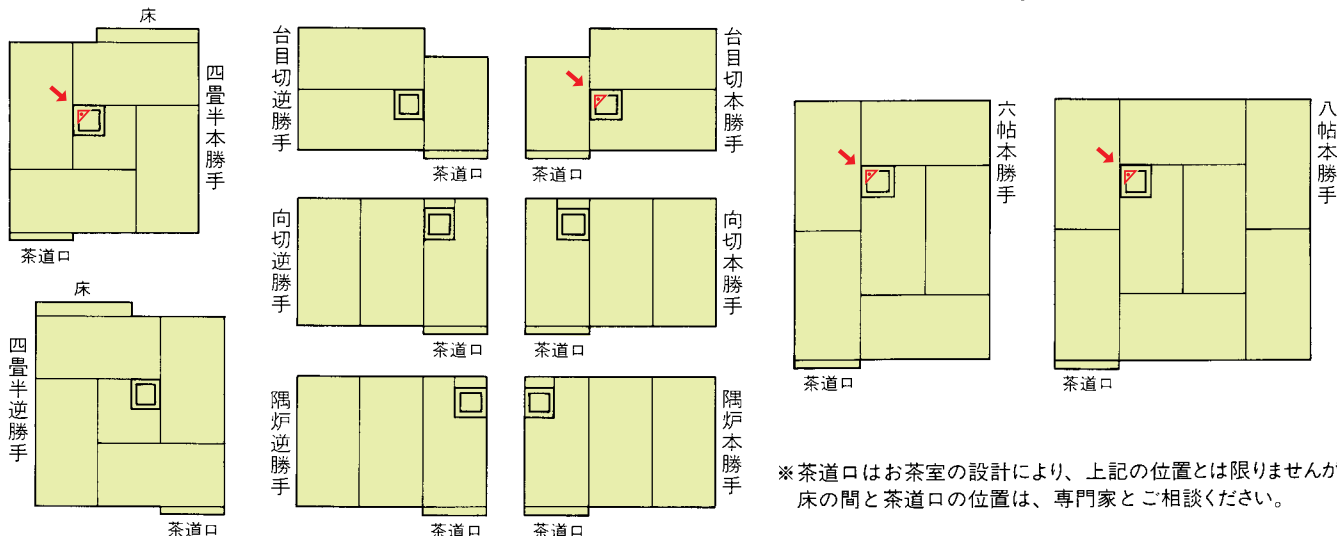 床
四畳半本勝手
茶道口
床
四畳半逆勝手
茶道口
台目切逆勝手
茶道口
台目切本勝手
茶道口
向切逆勝手
茶道口
向切本勝手
茶道口
隅炉逆勝手
茶道口
隅炉本勝手
茶道口
六帖本勝手
茶道口
八帖本勝手
茶道口
※茶道口はお茶室の設計により、上記の位置とは限りませんが
床の間と茶道口の位置は、専門家とご相談ください。